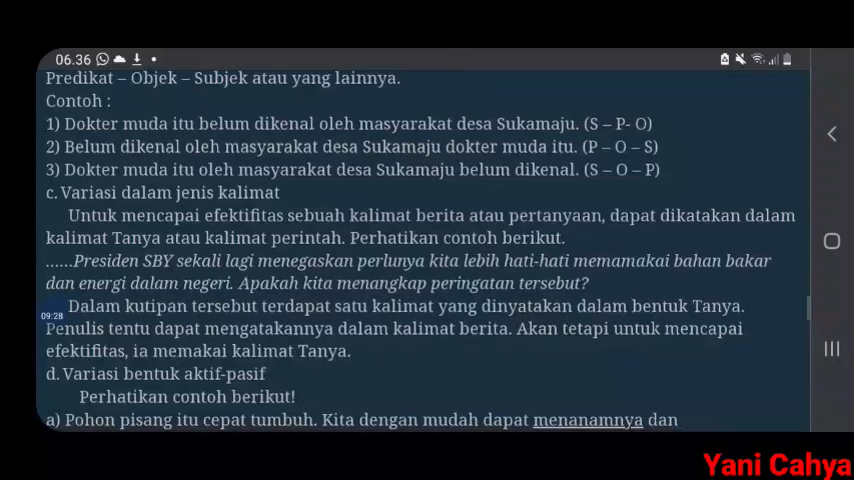 06.36
Predikat – Objek – Subjek atau yang lainnya.
Contoh :
1) Dokter muda itu belum dikenal oleh masyarakat desa Sukamaju. (S – P- O)
2) Belum dikenal oleh masyarakat desa Sukamaju dokter muda itu. (P – O – S)
3) Dokter muda itu oleh masyarakat desa Sukamaju belum dikenal. (S – O – P)
c. Variasi dalam jenis kalimat
Untuk mencapai efektifitas sebuah kalimat berita atau pertanyaan, dapat dikatakan dalam
kalimat Tanya atau kalimat perintah. Perhatikan contoh berikut.
......Presiden SBY sekali lagi menegaskan perlunya kita lebih hati-hati memamakai bahan bakar
dan energi dalam negeri. Apakah kita menangkap peringatan tersebut?
Dalam kutipan tersebut terdapat satu kalimat yang dinyatakan dalam bentuk Tanya.
09:28
Penulis tentu dapat mengatakannya dalam kalimat berita. Akan tetapi untuk mencapai
efektifitas, ia memakai kalimat Tanya.
d. Variasi bentuk aktif-pasif
Perhatikan contoh berikut!
a) Pohon pisang itu cepat tumbuh. Kita dengan mudah dapat menanamnya dan
Yani Cahya